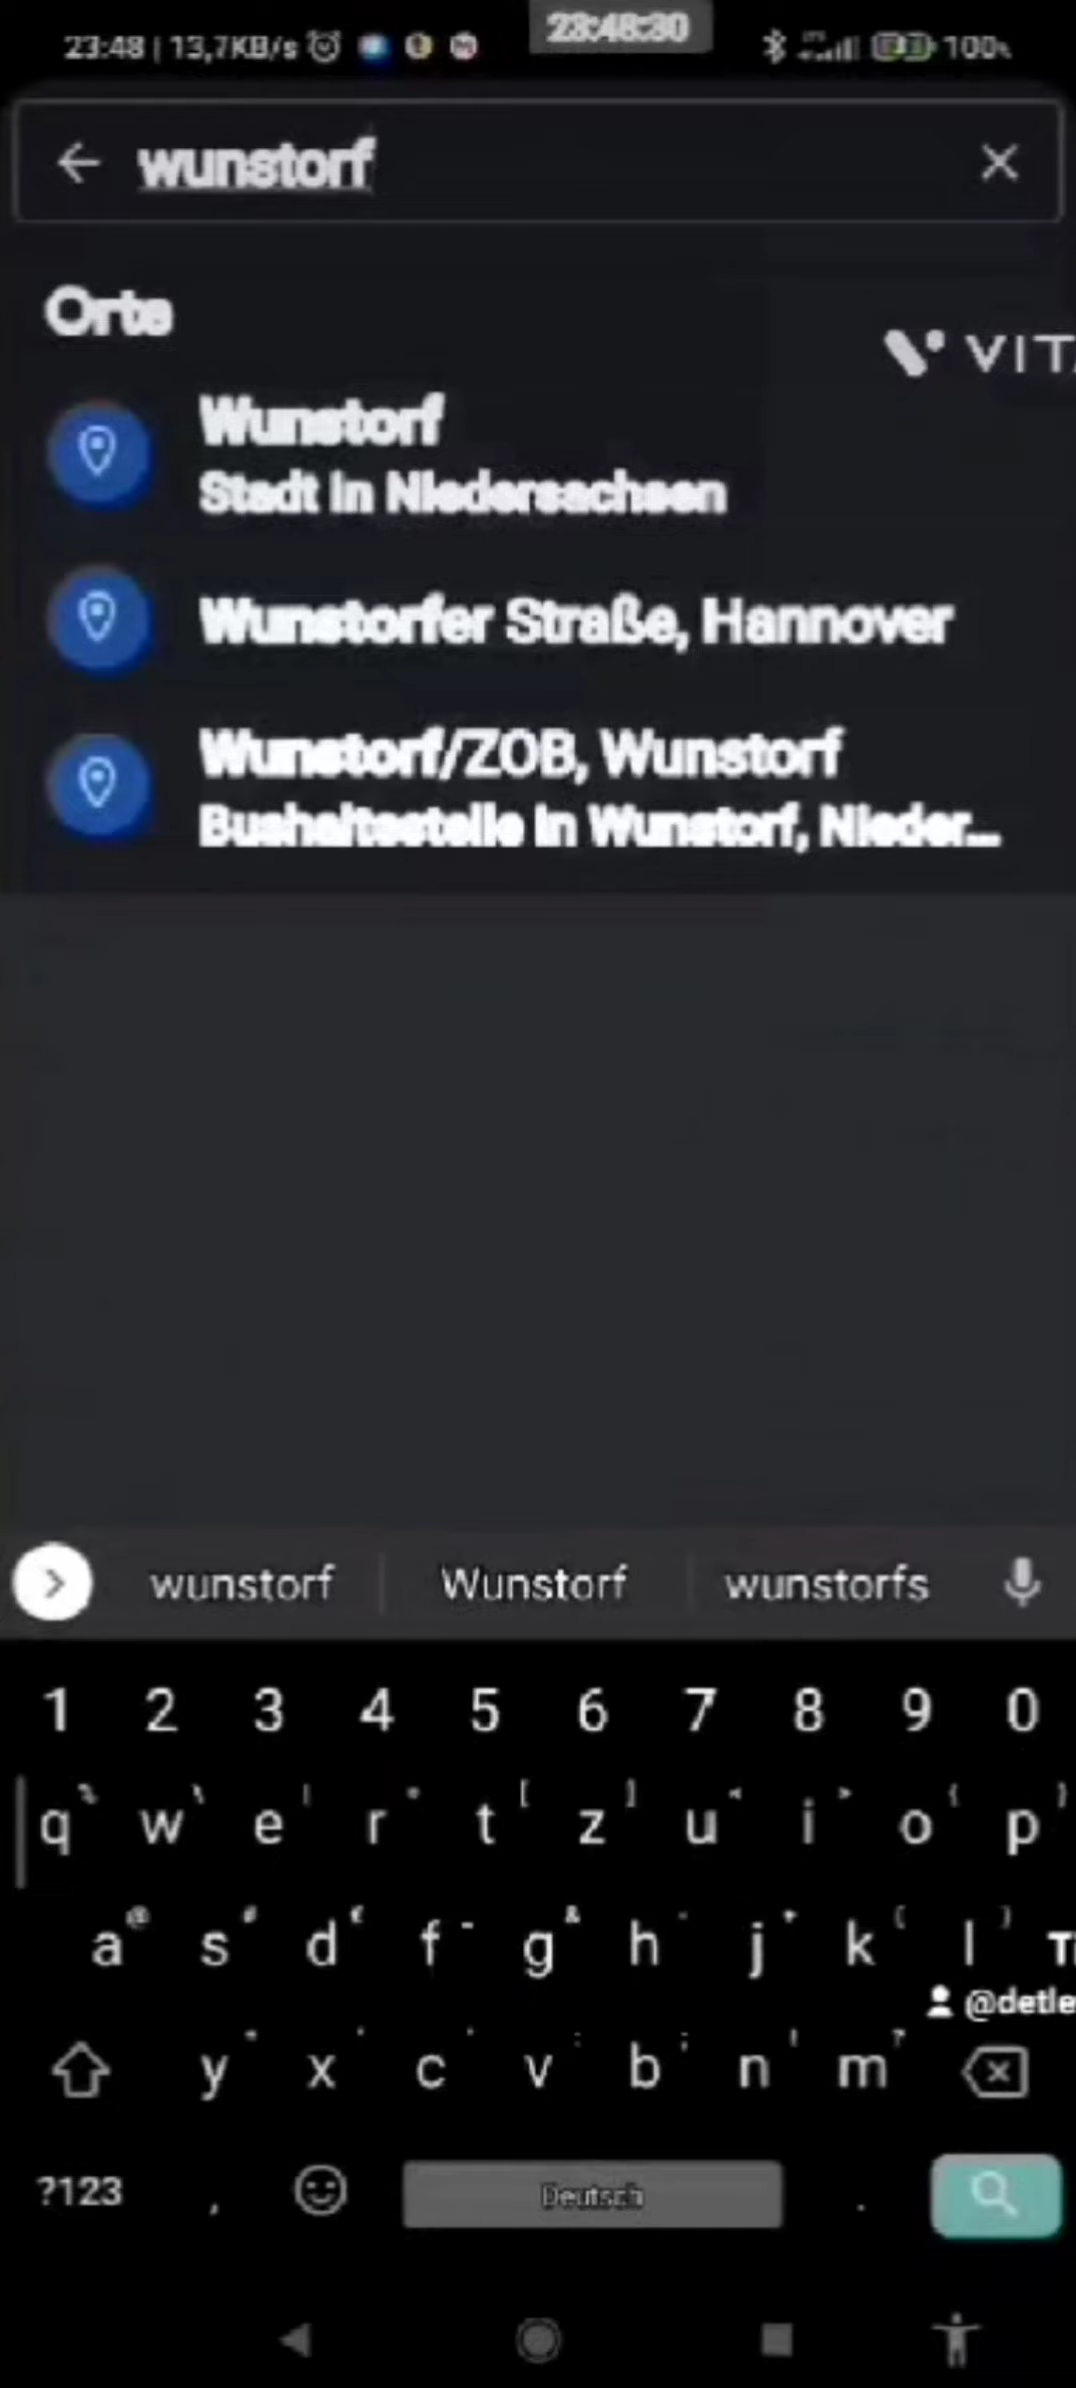 23:48 | 13,7KB/s
23:48:30
100%
wunstorf
Orte
VIT
Wunstorf
Stadt in Niedersachsen
Wunstorfer Straße, Hannover
Wunstorf/ZOB, Wunstorf
Bushaltestelle in Wunstorf, Nieder...
wunstorf Wunstorf wunstorfs
1 2 3 4 5 6 7 8 9 0
q w e r t z u i o p
a s d f g h j k l
@detle
y x c v b n m
?123 , Deutsch .